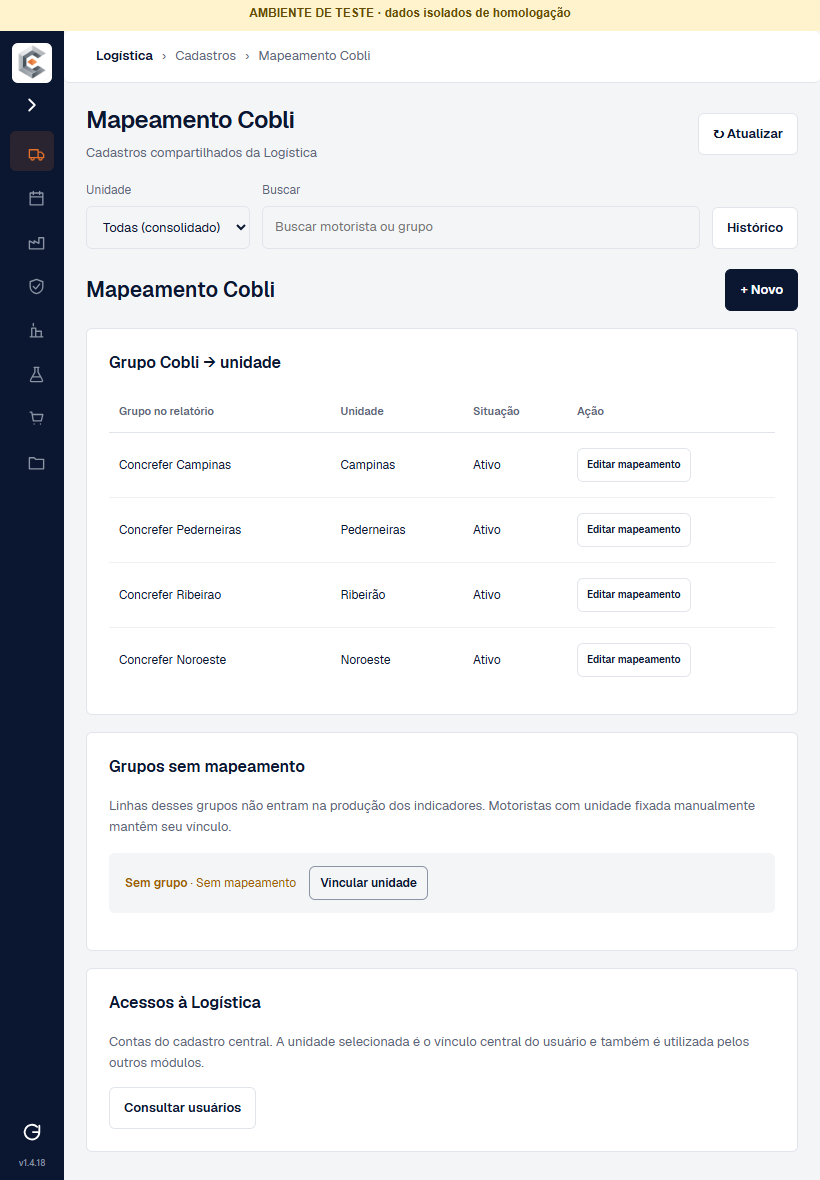 AMBIENTE DE TESTE · dados isolados de homologação
Logística › Cadastros › Mapeamento Cobli
Mapeamento Cobli
Cadastros compartilhados da Logística
↻ Atualizar
Unidade
Buscar
Todas (consolidado)
Buscar motorista ou grupo
Histórico
Mapeamento Cobli
+ Novo
Grupo Cobli → unidade
Grupo no relatório Unidade Situação Ação
Concrefer Campinas Campinas Ativo Editar mapeamento
Concrefer Pederneiras Pederneiras Ativo Editar mapeamento
Concrefer Ribeirao Ribeirão Ativo Editar mapeamento
Concrefer Noroeste Noroeste Ativo Editar mapeamento
Grupos sem mapeamento
Linhas desses grupos não entram na produção dos indicadores. Motoristas com unidade fixada manualmente
mantêm seu vínculo.
Sem grupo · Sem mapeamento Vincular unidade
Acessos à Logística
Contas do cadastro central. A unidade selecionada é o vínculo central do usuário e também é utilizada pelos
outros módulos.
Consultar usuários
v1.4.18